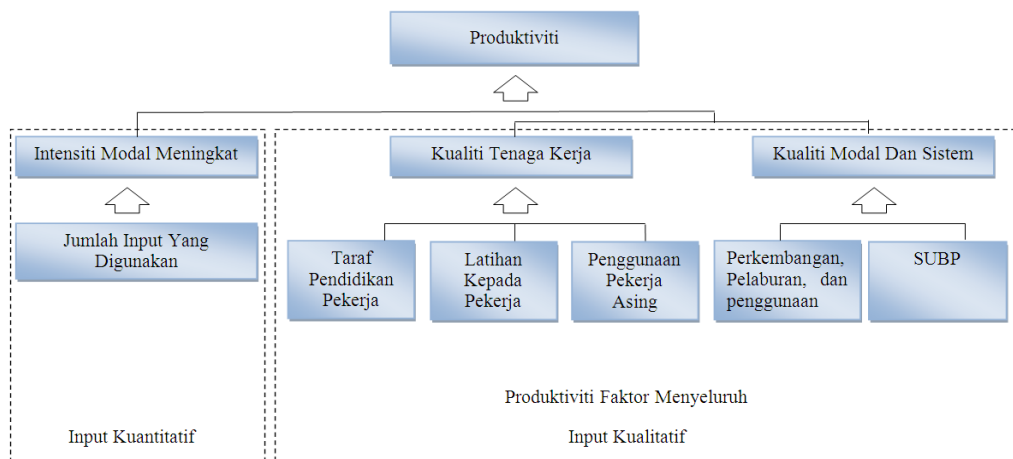 Produktiviti
Intensiti Modal Meningkat
Kualiti Tenaga Kerja
Kualiti Modal Dan Sistem
Jumlah Input Yang
Digunakan
Taraf
Pendidikan
Pekerja
Latihan
Kepada
Pekerja
Penggunaan
Pekerja
Asing
Perkembangan,
Pelaburan, dan
penggunaan
SUBP
Produktiviti Faktor Menyeluruh
Input Kuantitatif
Input Kualitatif